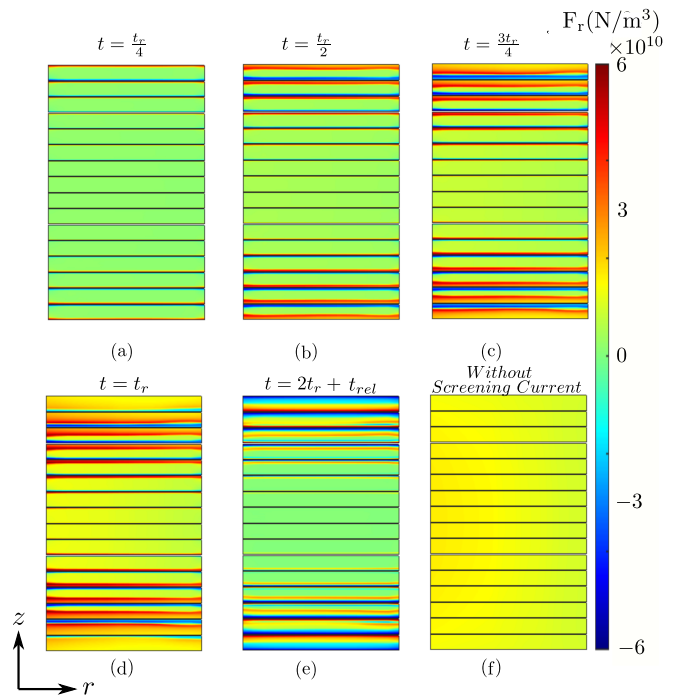 F_r(N/m^3)
×10^10
t = t_r/4
t = t_r/2
t = 3t_r/4
6
3
0
−3
−6
(a)
(b)
(c)
t = t_r
t = 2t_r + t_rel
Without
Screening Current
z
r
(d)
(e)
(f)